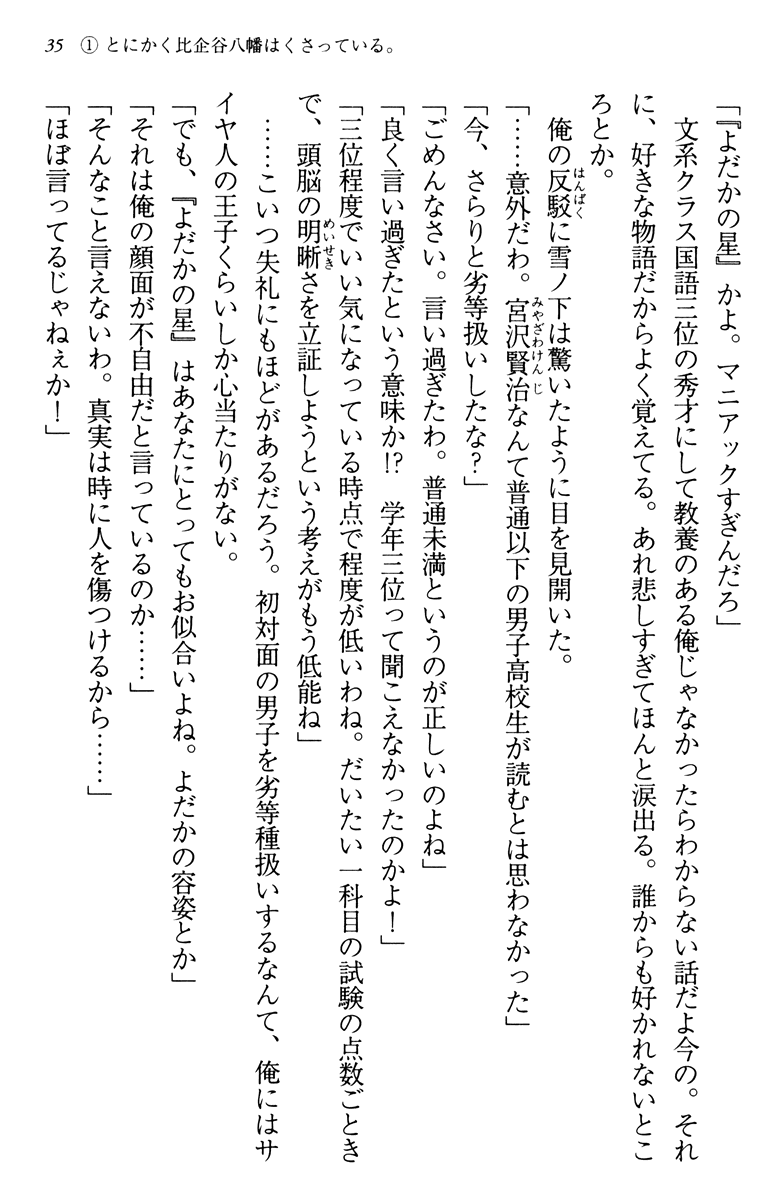 35　① とにかく比企谷八幡はくさっている。
「『よだかの星』かよ。マニアックすぎんだろ」
　文系クラス国語三位の秀才にして教養のある俺じゃなかったらわからない話だよ今の。それ
に、好きな物語だからよく覚えてる。あれ悲しすぎてほんと涙出る。誰からも好かれないとこ
ろとか。
　俺の反駁はんばくに雪ノ下は驚いたように目を見開いた。
「……意外だわ。宮沢賢治みやざわけんじなんて普通以下の男子高校生が読むとは思わなかった」
「今、さらりと劣等扱いしたな？」
「ごめんなさい。言い過ぎたわ。普通未満というのが正しいのよね」
「良く言い過ぎたという意味か!?　学年三位って聞こえなかったのかよ！」
「三位程度でいい気になっている時点で程度が低いわね。だいたい一科目の試験の点数ごとき
で、頭脳の明晰めいせきさを立証しようという考えがもう低能ね」
　……こいつ失礼にもほどがあるだろう。初対面の男子を劣等種扱いするなんて、俺にはサ
イヤ人の王子くらいしか心当たりがない。
「でも、『よだかの星』はあなたにとってもお似合いよね。よだかの容姿とか」
「それは俺の顔面が不自由だと言っているのか……」
「そんなこと言えないわ。真実は時に人を傷つけるから……」
「ほぼ言ってるじゃねぇか！」